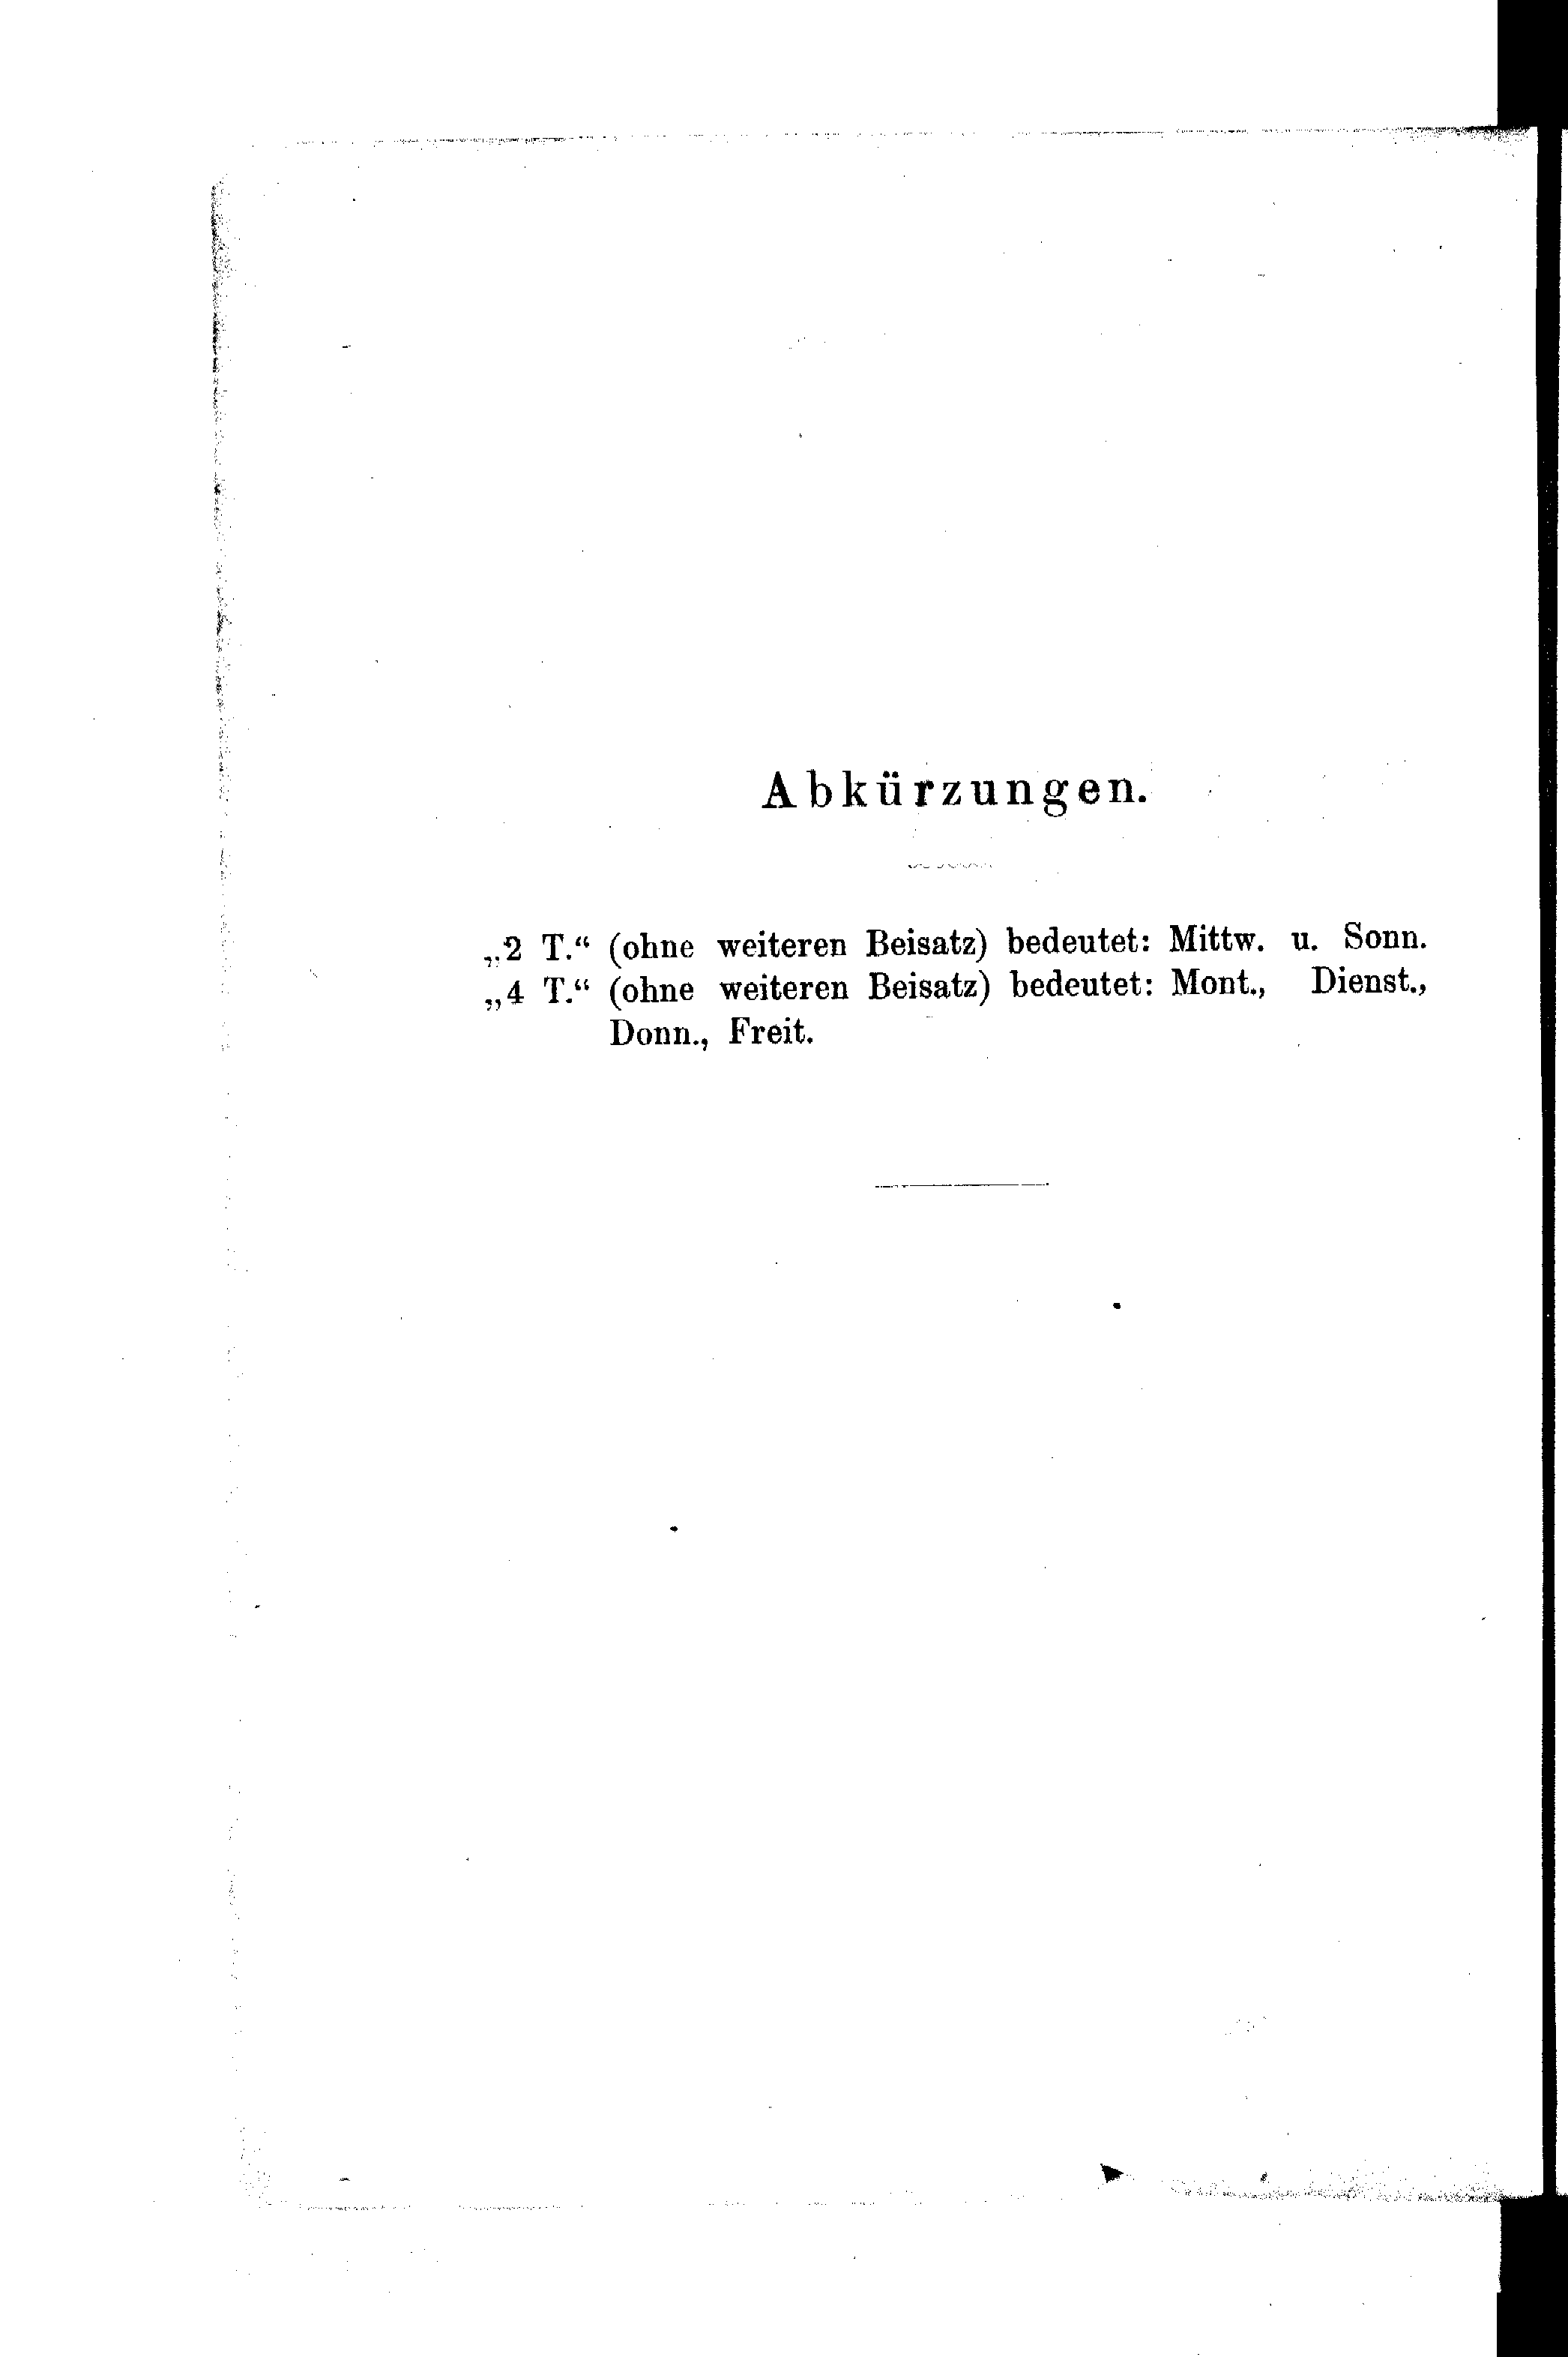 Abkürzungen.
„2 T.“ (ohne weiteren Beisatz) bedeutet: Mittw. u. Sonn.
„4 T.“ (ohne weiteren Beisatz) bedeutet: Mont., Dienst.,
Donn., Freit.